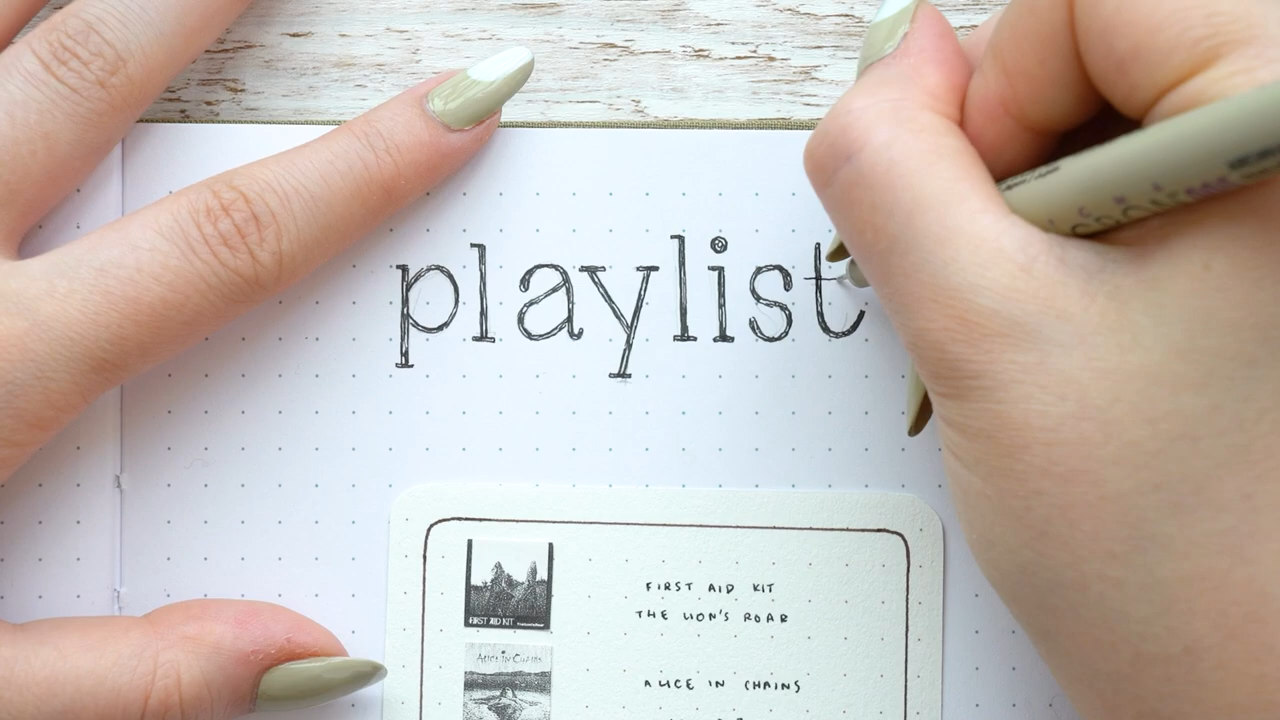 playlist
FIRST AID KIT
FIRST AID KIT
THE LION'S ROAR
ALICE IN CHAINS
ALICE IN CHAINS